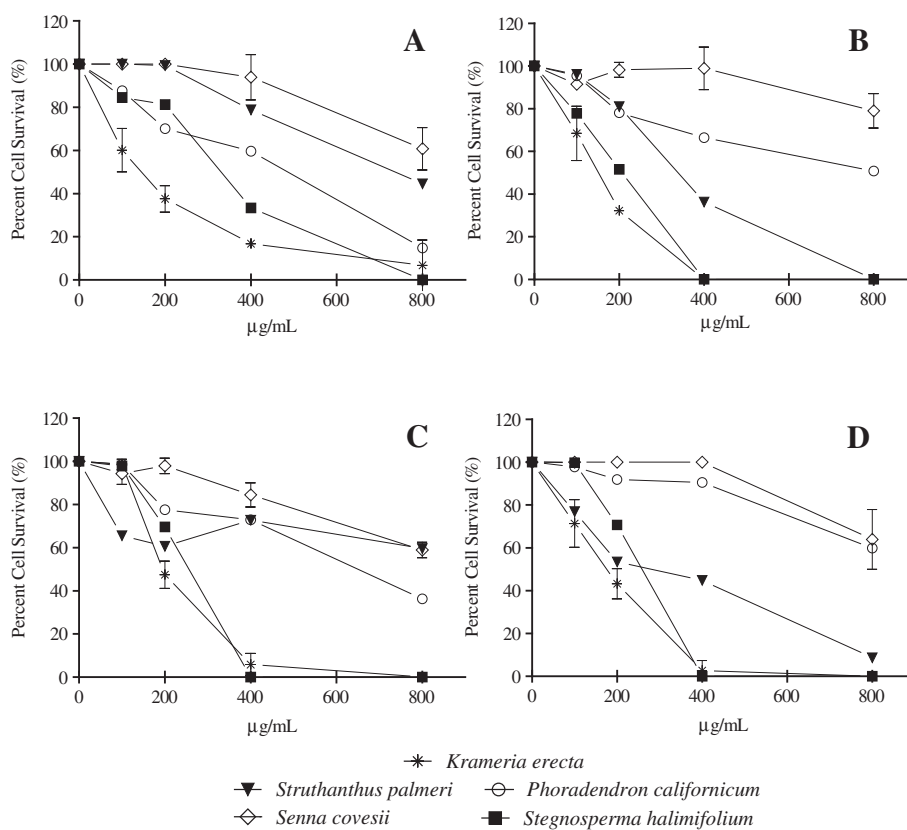 A
Percent Cell Survival (%)
120
100
80
60
40
20
0
0 200 400 600 800
µg/mL
B
Percent Cell Survival (%)
120
100
80
60
40
20
0
0 200 400 600 800
µg/mL
C
Percent Cell Survival (%)
120
100
80
60
40
20
0
0 200 400 600 800
µg/mL
D
Percent Cell Survival (%)
120
100
80
60
40
20
0
0 200 400 600 800
µg/mL
Krameria erecta
Struthanthus palmeri Phoradendron californicum
Senna covesii Stegnosperma halimifolium